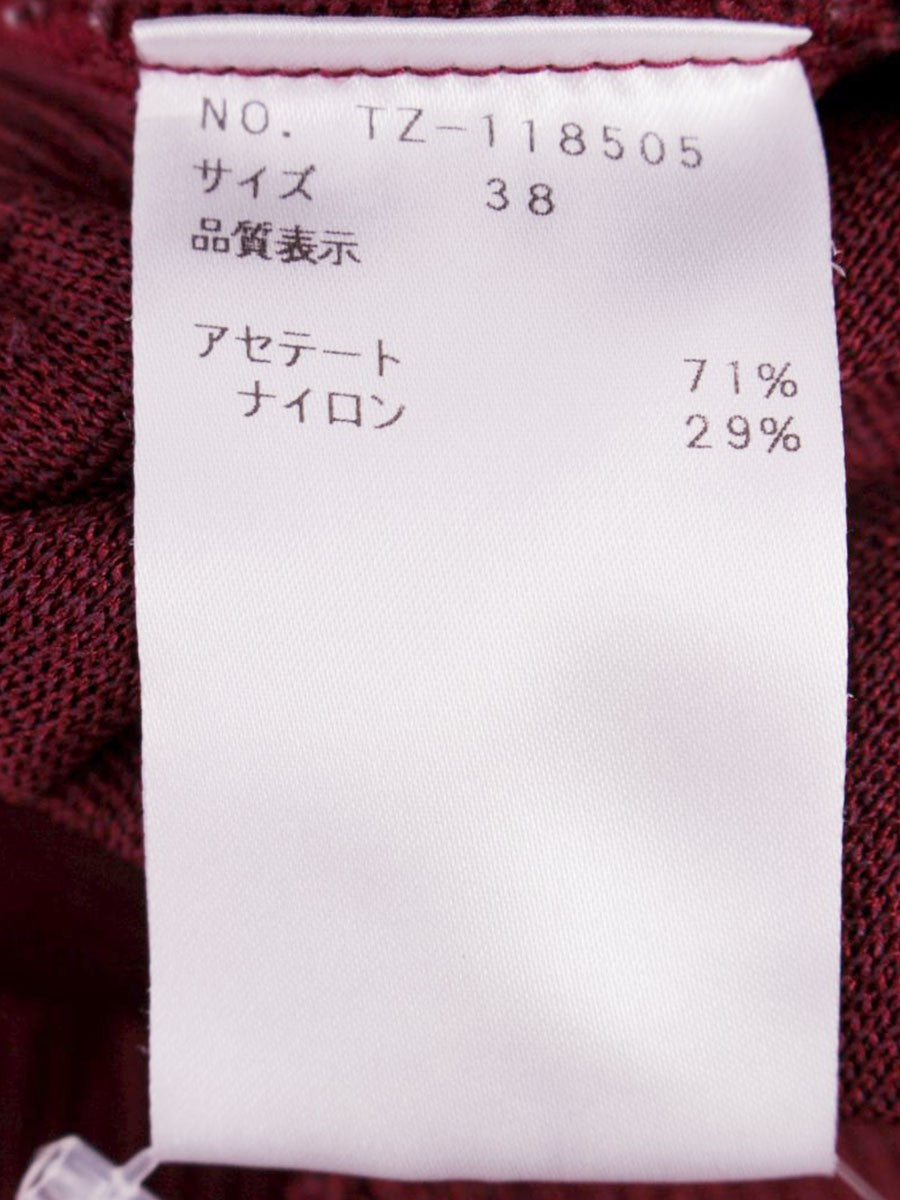 NO. TZ-118505
サイズ 38
品質表示
アセテート 71%
ナイロン 29%